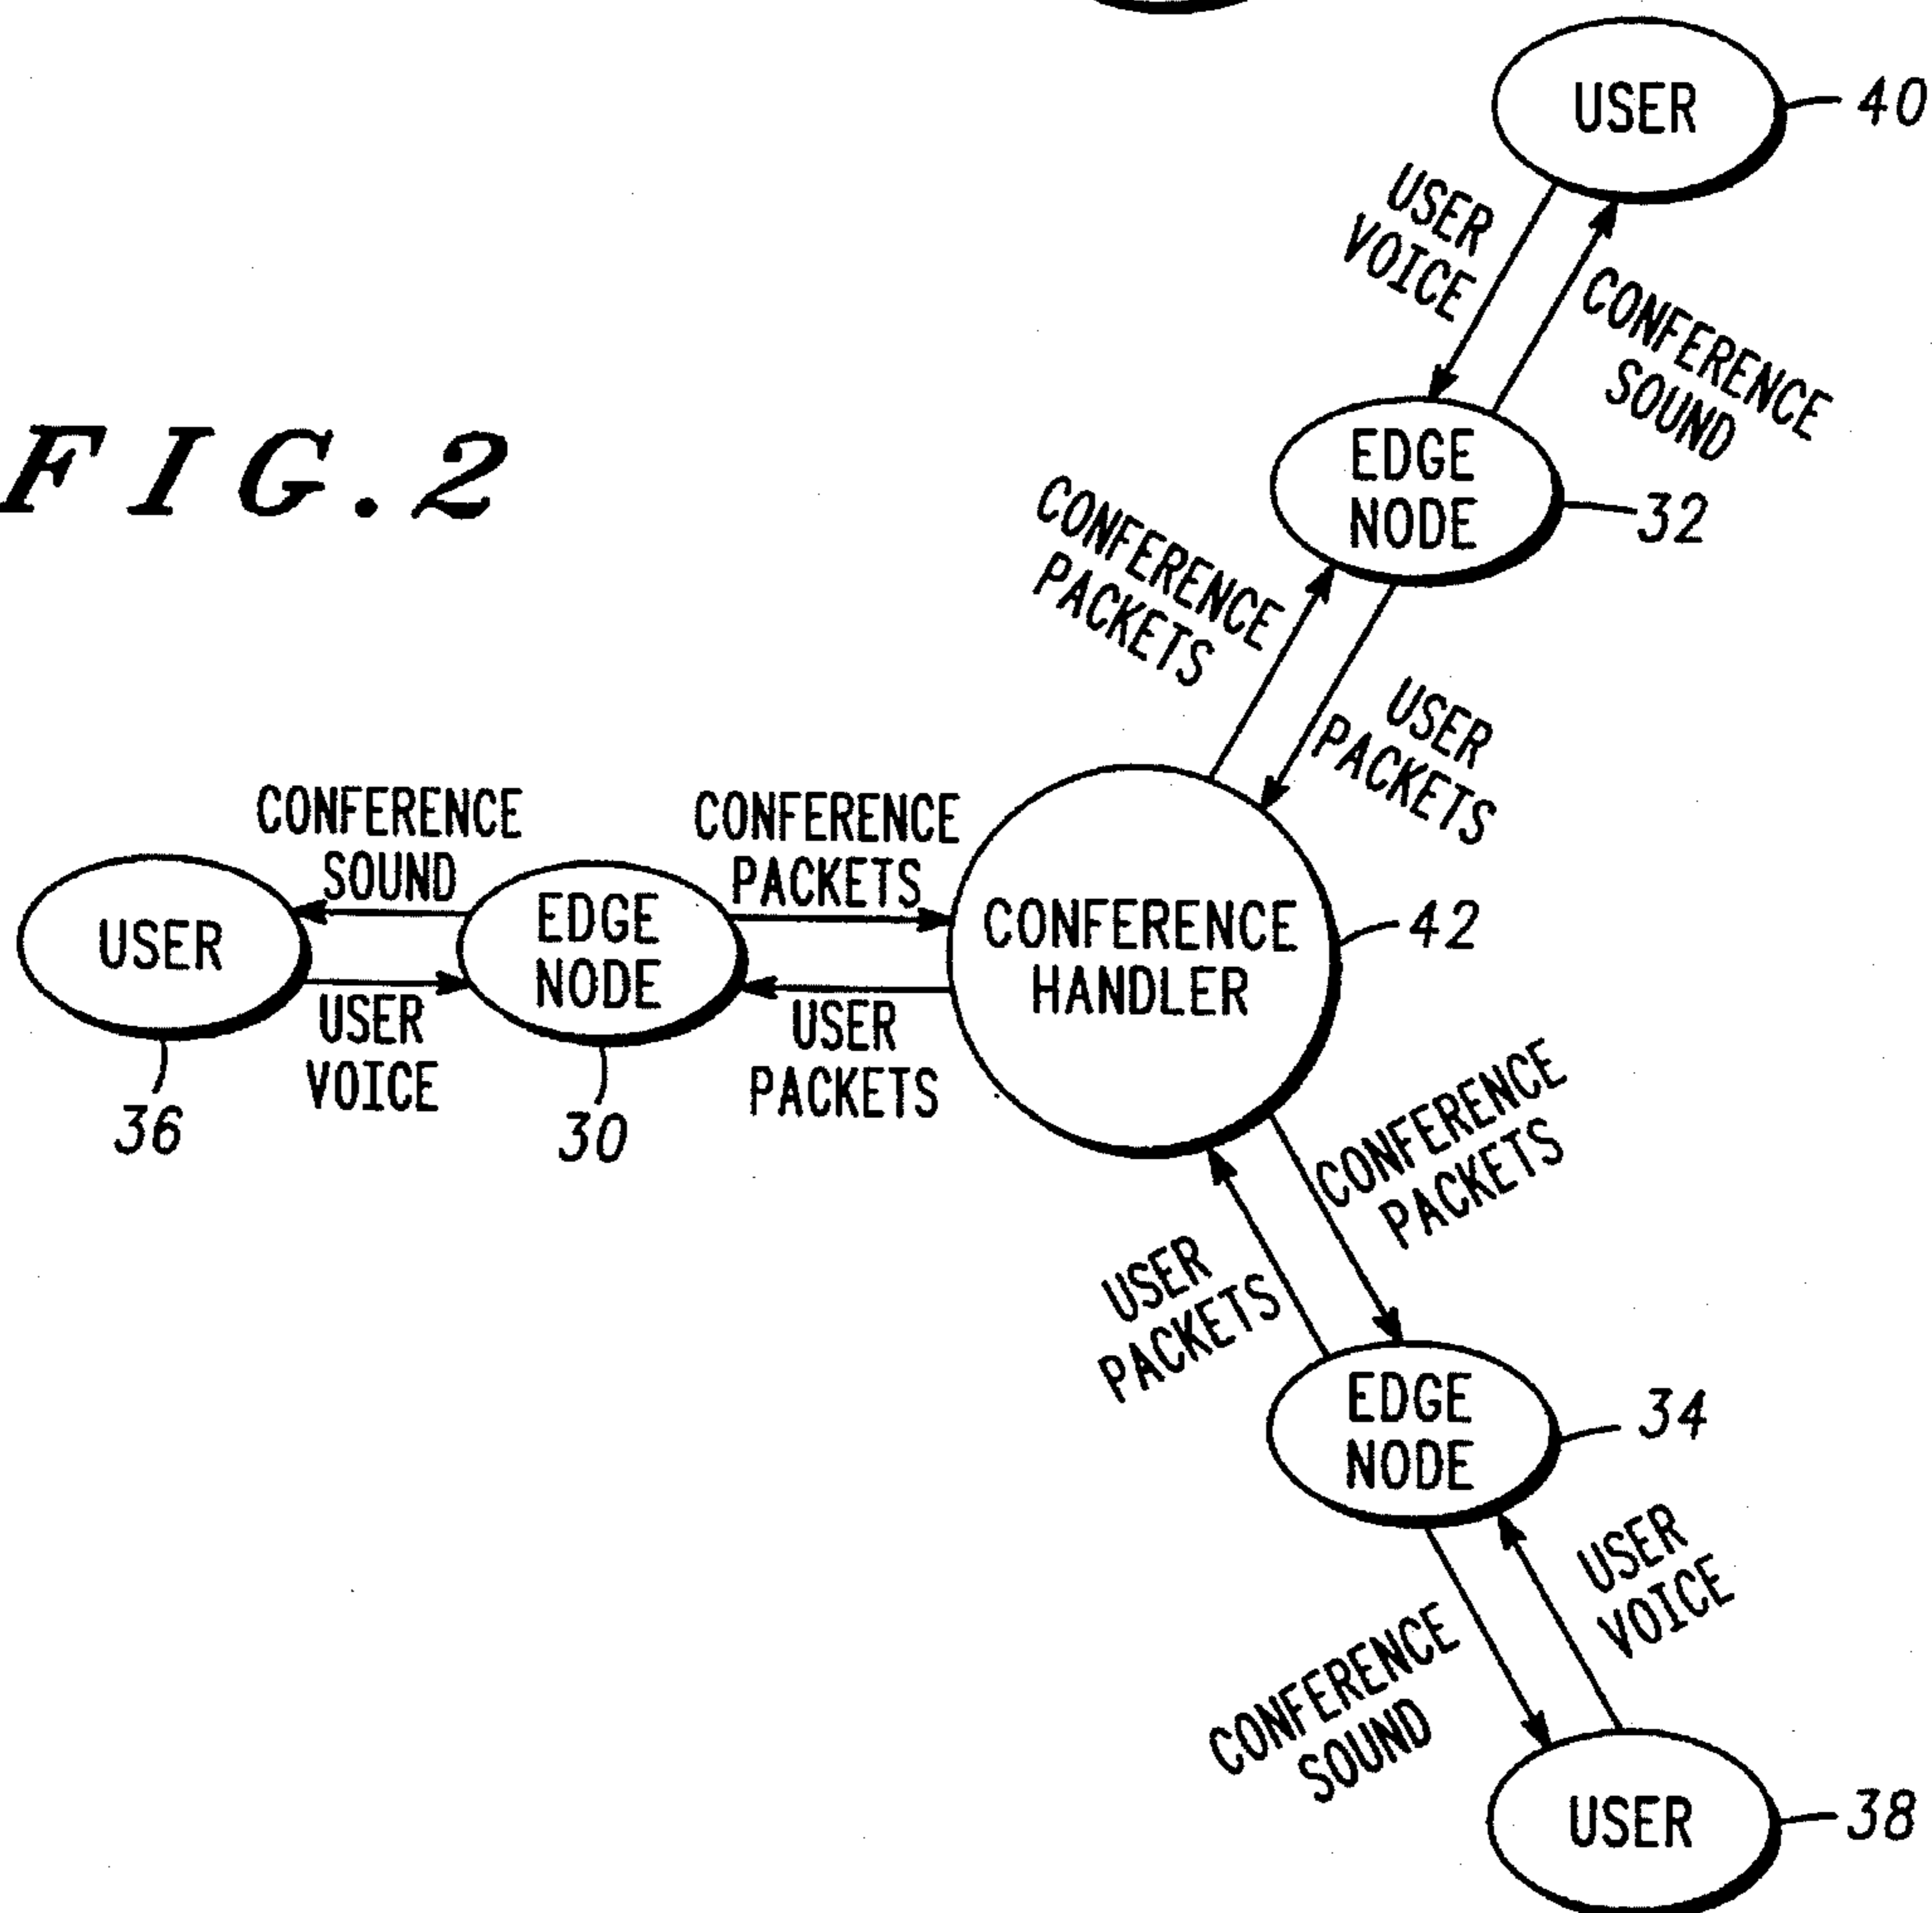 USER
40
USER
VOICE
CONFERENCE
SOUND
FIG.2
EDGE
NODE
32
CONFERENCE
PACKETS
USER
PACKETS
CONFERENCE
SOUND
CONFERENCE
PACKETS
USER
EDGE
NODE
CONFERENCE
HANDLER
42
USER
VOICE
USER
PACKETS
36
30
CONFERENCE
PACKETS
USER
PACKETS
EDGE
NODE
34
USER
VOICE
CONFERENCE
SOUND
USER
38